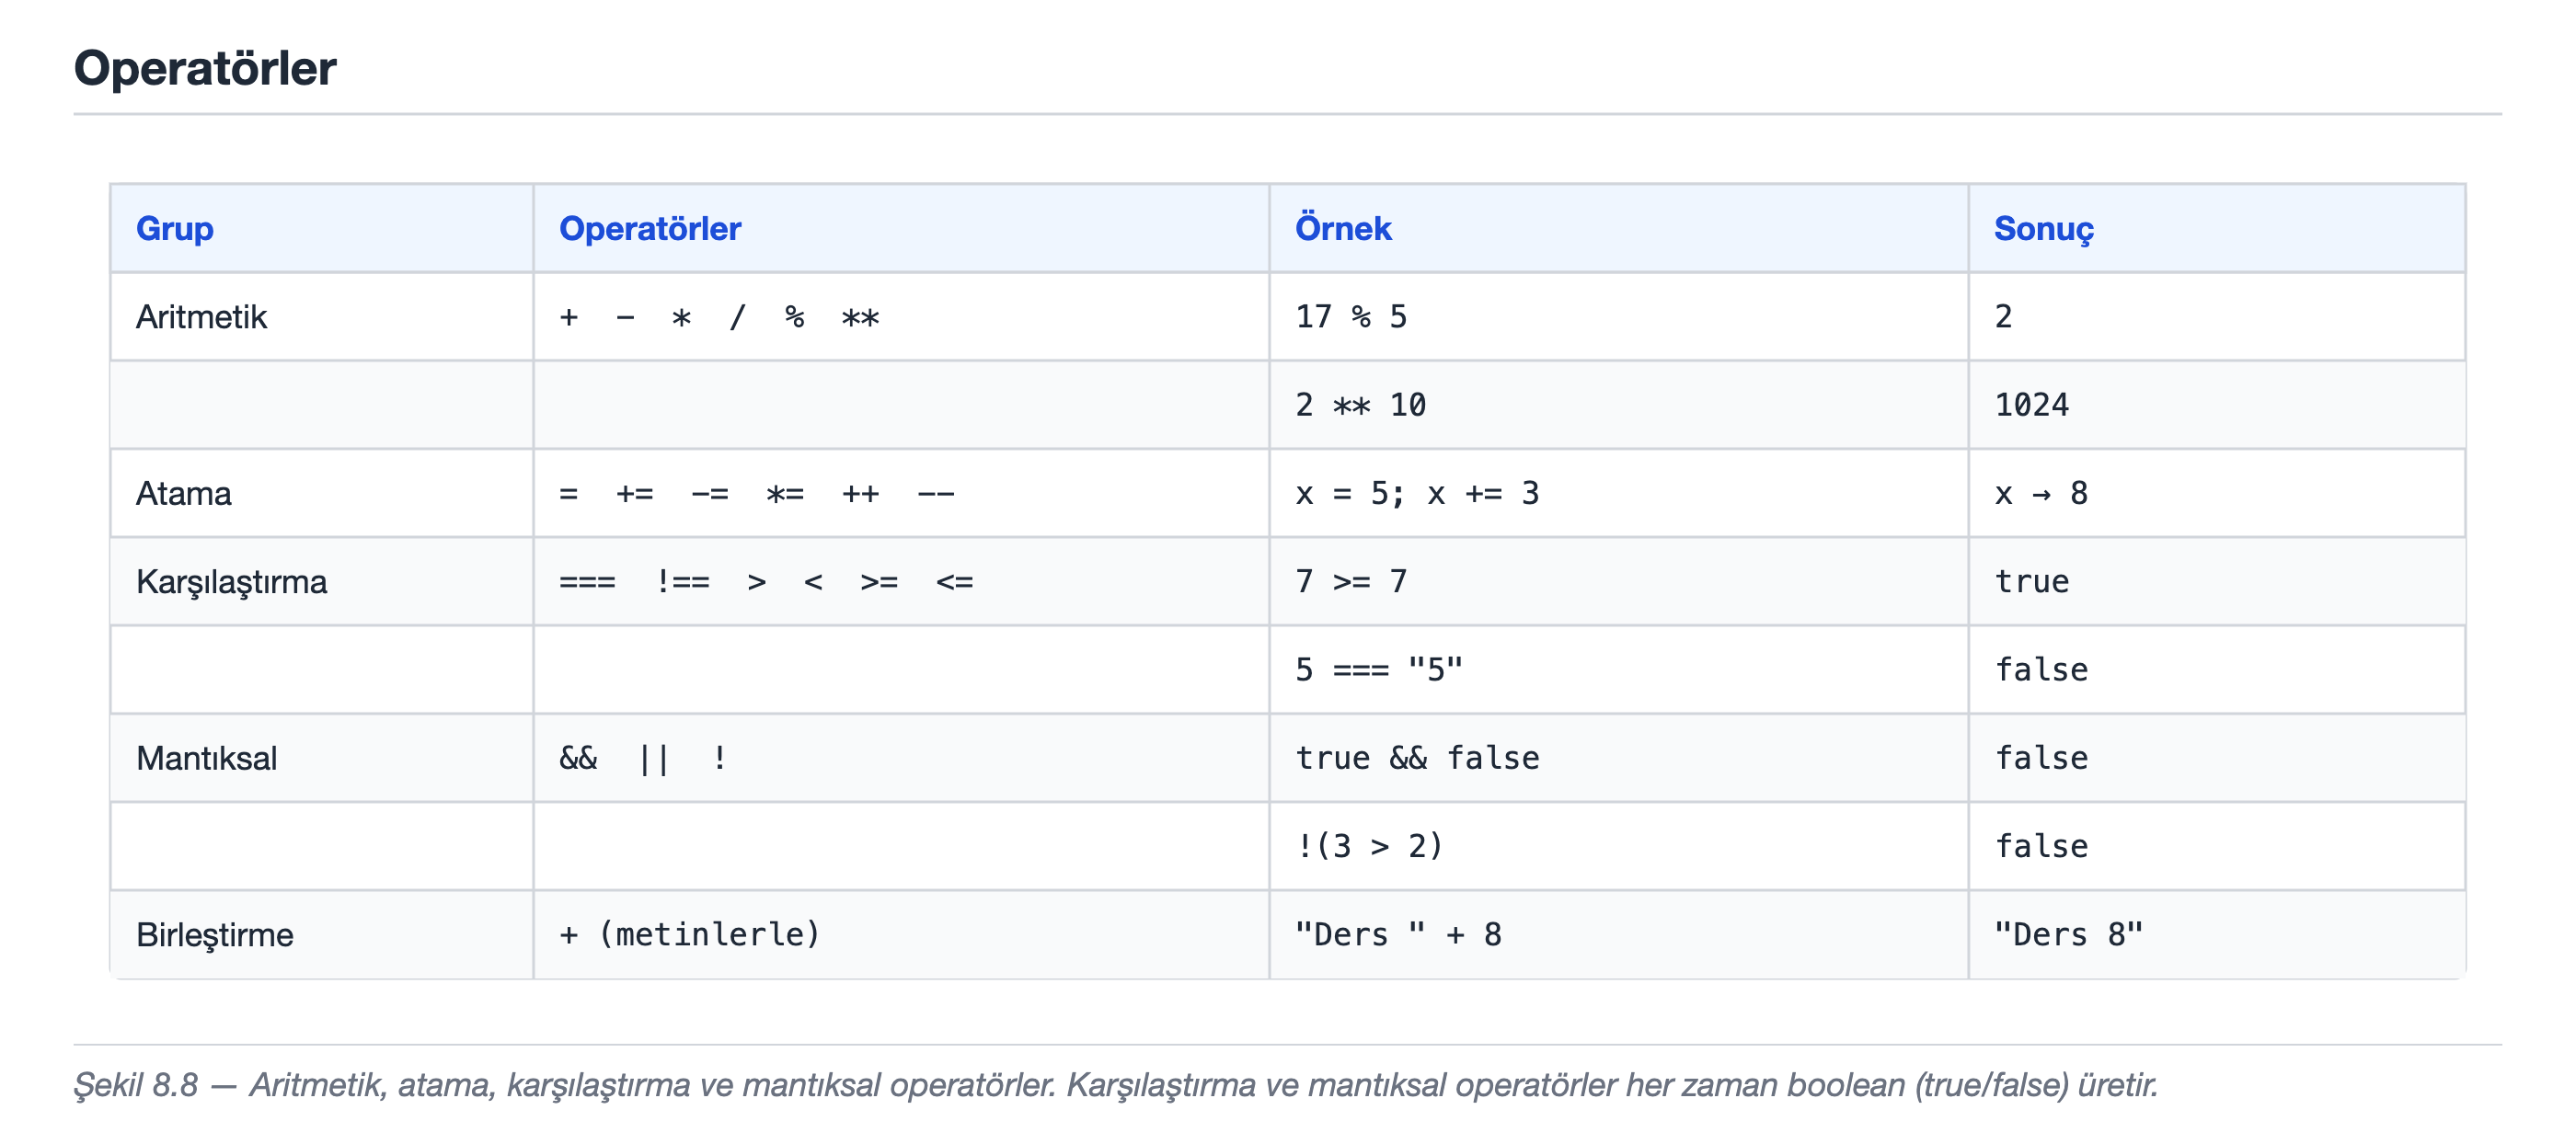 Operatörler
Grup Operatörler Örnek Sonuç
Aritmetik + − * / % ** 17 % 5 2
2 ** 10 1024
Atama = += −= *= ++ −− x = 5; x += 3 x → 8
Karşılaştırma === !== > < >= <= 7 >= 7 true
5 === "5" false
Mantıksal && || ! true && false false
!(3 > 2) false
Birleştirme + (metinlerle) "Ders " + 8 "Ders 8"
Şekil 8.8 — Aritmetik, atama, karşılaştırma ve mantıksal operatörler. Karşılaştırma ve mantıksal operatörler her zaman boolean (true/false) üretir.